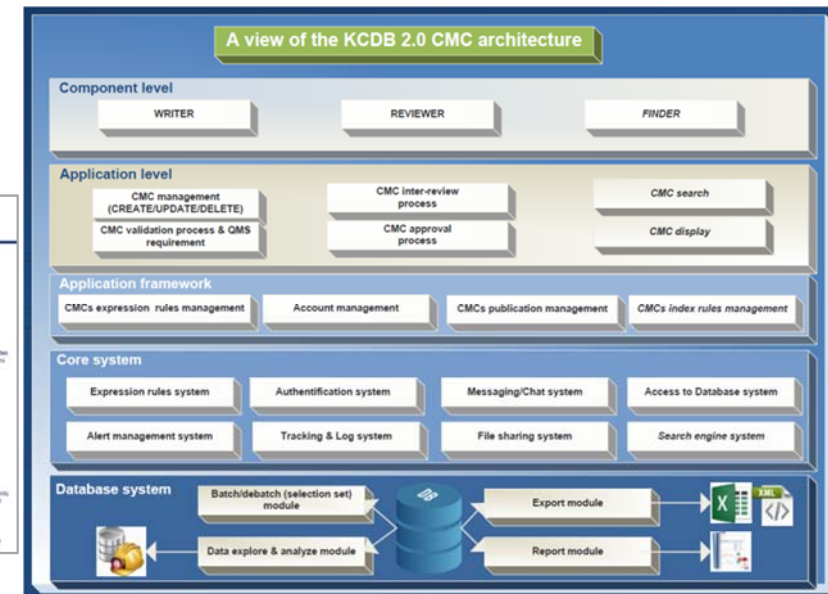 A view of the KCDB 2.0 CMC architecture
Component level
WRITER
REVIEWER
FINDER
Application level
CMC management
(CREATE/UPDATE/DELETE)
CMC inter-review
process
CMC search
CMC validation process & QMS
requirement
CMC approval
process
CMC display
Application framework
CMCs expression rules management
Account management
CMCs publication management
CMCs index rules management
Core system
Expression rules system
Authentification system
Messaging/Chat system
Access to Database system
Alert management system
Tracking & Log system
File sharing system
Search engine system
Database system
Batch/debatch (selection set)
module
DB
Export module
X
XML
</>
Data explore & analyze module
Report module